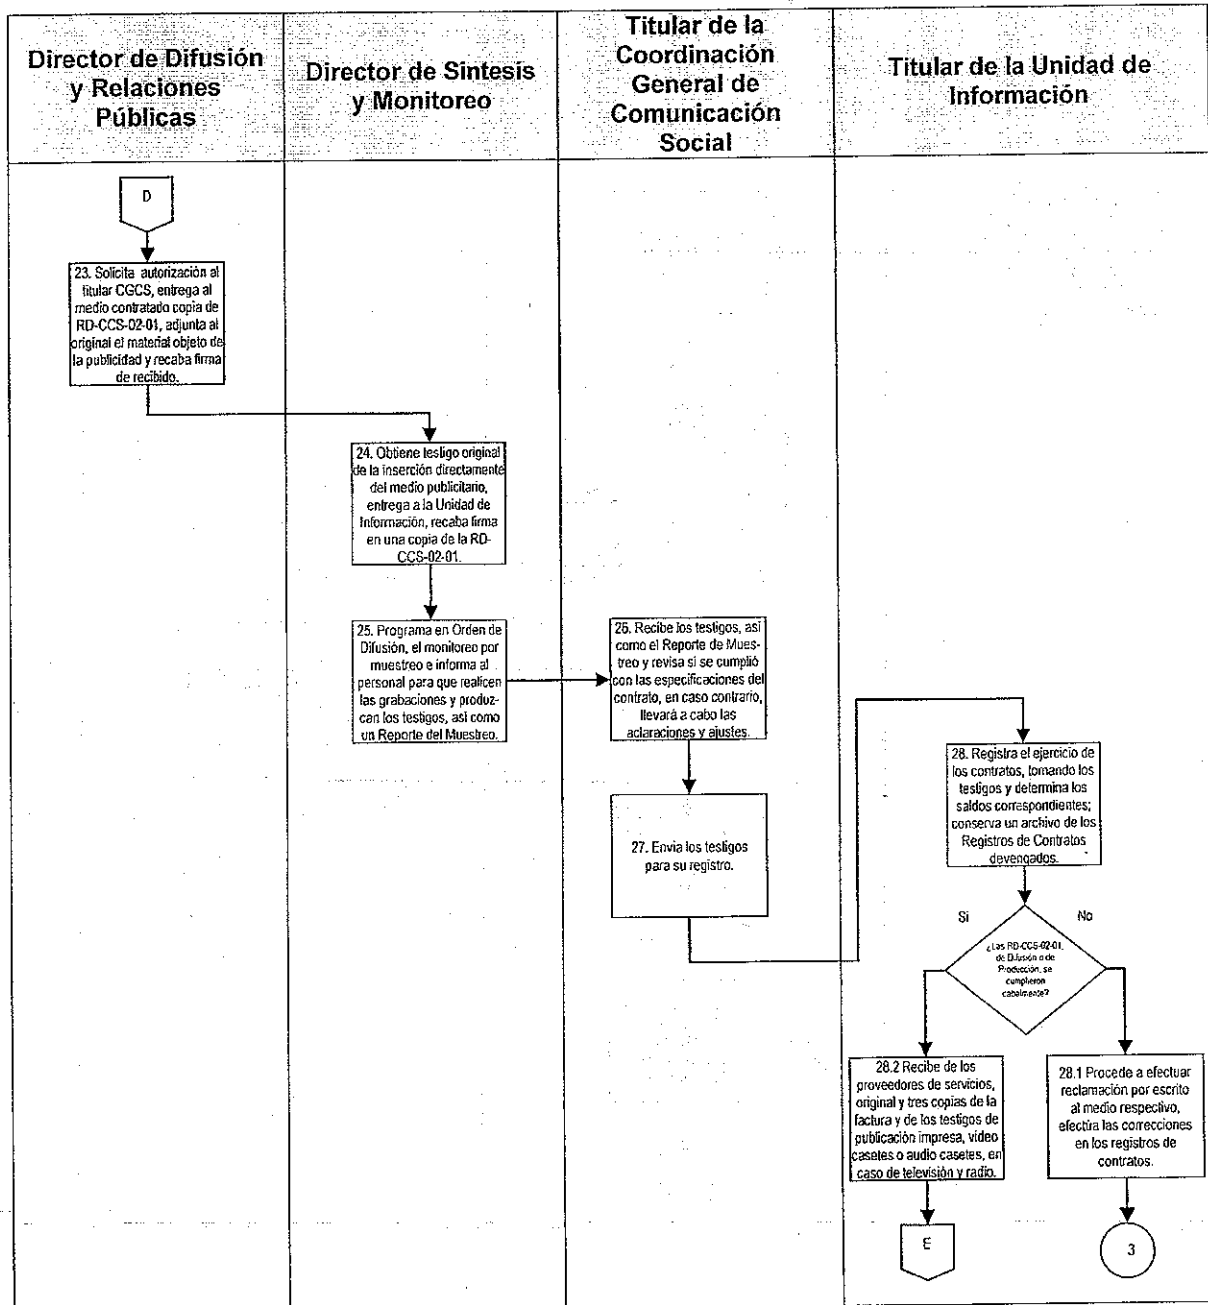 Director de Difusión
y Relaciones
Públicas
Director de Síntesis
y Monitoreo
Titular de la
Coordinación
General de
Comunicación
Social
Titular de la Unidad de
Información
D
23. Solicita autorización al
titular CGCS, entrega al
medio contratado copia de
RD-CCS-02-01, adjunta al
original el material objeto de
la publicidad y recaba firma
de recibido.
24. Obtiene testigo original
de la inserción directamente
del medio publicitario,
entrega a la Unidad de
Información, recaba firma
en una copia de la RD-
CCS-02-01.
25. Programa en Orden de
Difusión, el monitoreo por
muestreo e informa al
personal para que realicen
las grabaciones y produz-
can los testigos, así como
un Reporte del Muestreo.
26. Recibe los testigos, así
como el Reporte de Mues-
treo y revisa si se cumplió
con las especificaciones del
contrato, en caso contrario,
llevará a cabo las
aclaraciones y ajustes.
27. Envia los testigos
para su registro.
28. Registra el ejercicio de
los contratos, tomando los
testigos y determina los
saldos correspondientes;
conserva un archivo de los
Registros de Contratos
devengados.
Si
No
¿Las RD-CCS-02-01,
de Difusión o de
Producción, se
cumplieron
cabalmente?
28.2 Recibe de los
proveedores de servicios,
original y tres copias de la
factura y de los testigos de
publicación impresa, video
casetes o audio casetes, en
caso de televisión y radio.
28.1 Procede a efectuar
reclamación por escrito
al medio respectivo,
efectúa las correcciones
en los registros de
contratos.
E
3